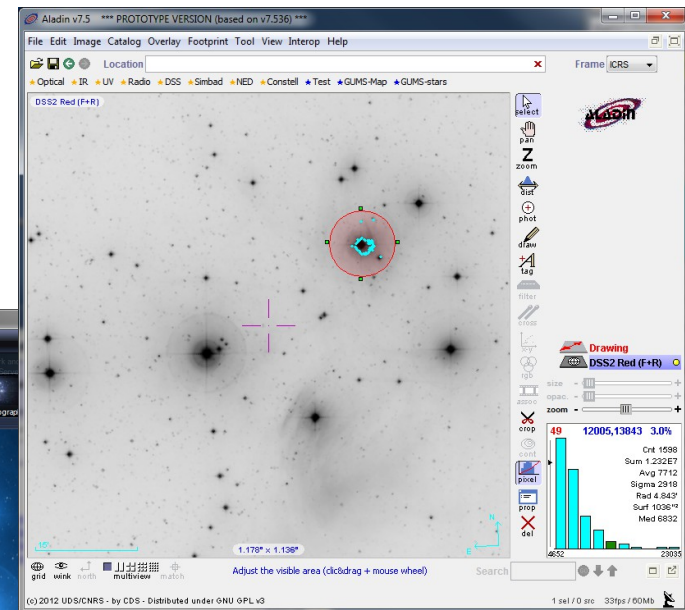 Aladin v7.5 *** PROTOTYPE VERSION (based on v7.536) ***
File Edit Image Catalog Overlay Footprint Tool View Interop Help
Location
Frame ICRS
Optical IR UV Radio DSS Simbad NED Constell Test GUMS-Map GUMS-stars
DSS2 Red (F+R)
ALADIN
select
pan
Z
zoom
dist
phot
draw
A
tag
filter
cross
x-y
rgb
assoc
crop
cont
pixel
prop
del
Drawing
DSS2 Red (F+R)
size - +
opac. - +
zoom - +
49 12005,13843 3.0%
Cnt 1598
Sum 1.232E7
Avg 7712
Sigma 2918
Rad 4.843'
Surf 1036"²
Med 6832
4652 23035
15'
1.178° x 1.136°
N
E
grid wink north multiview match
Adjust the visible area (clic&drag + mouse wheel)
Search
(c) 2012 UDS/CNRS - by CDS - Distributed under GNU GPL v3
1 sel / 0 src 33fps / 60Mb
ograp